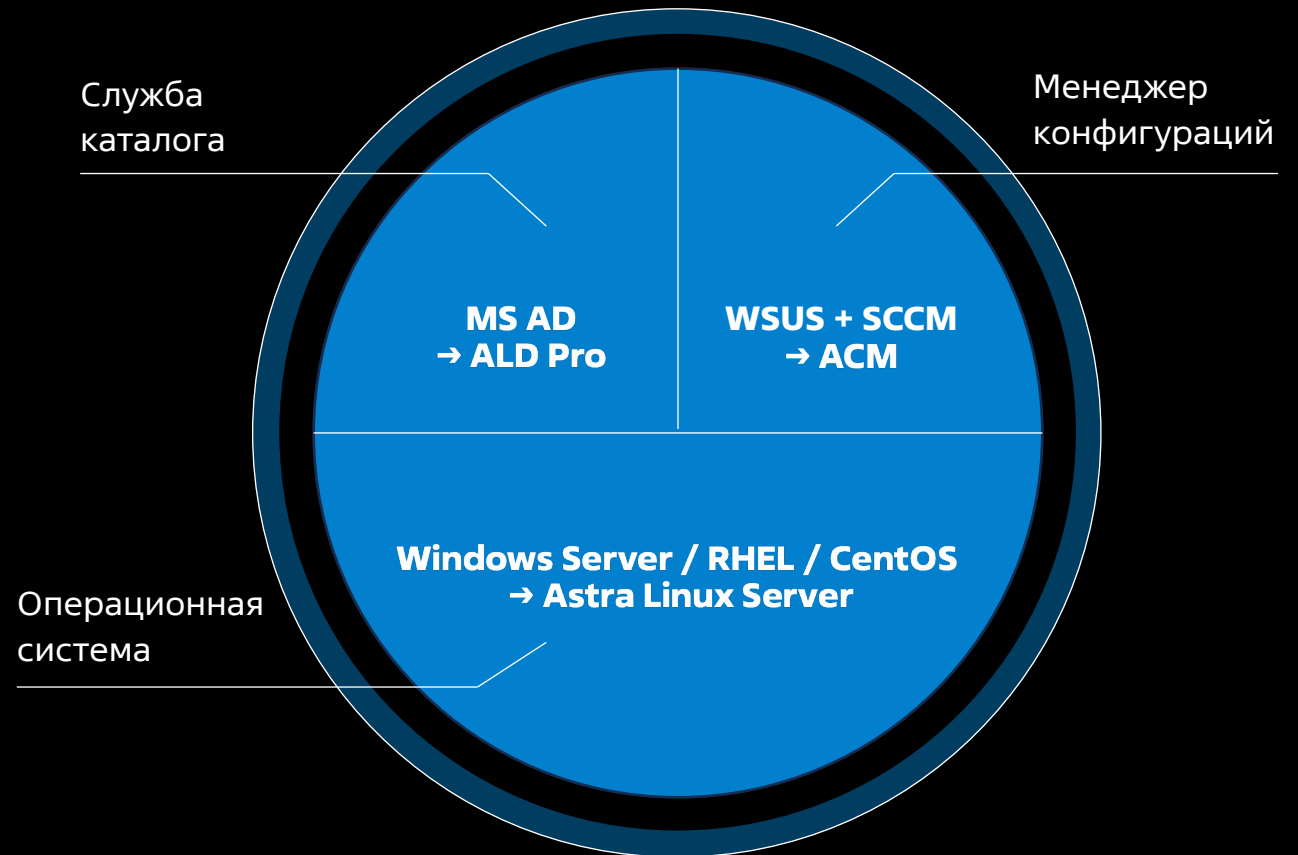 Служба
каталога
Менеджер
конфигураций
MS AD
→ ALD Pro
WSUS + SCCM
→ ACM
Windows Server / RHEL / CentOS
→ Astra Linux Server
Операционная
система